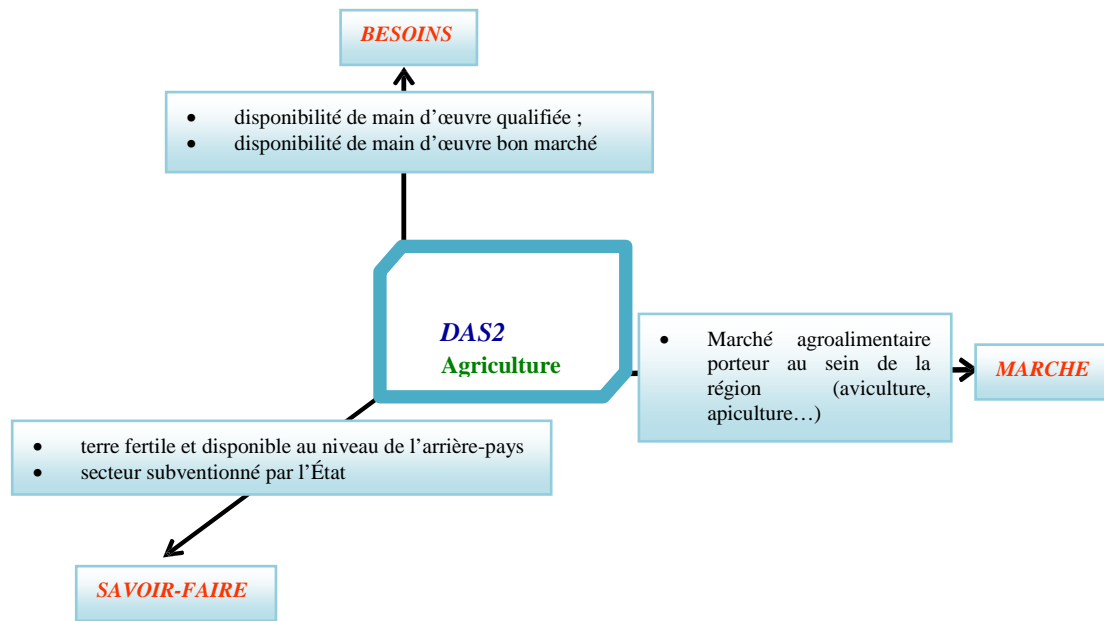 BESOINS
• disponibilité de main d’œuvre qualifiée ;
• disponibilité de main d’œuvre bon marché
DAS2
Agriculture
• Marché agroalimentaire
porteur au sein de la
région (aviculture,
apiculture…)
MARCHE
• terre fertile et disponible au niveau de l’arrière-pays
• secteur subventionné par l’État
SAVOIR-FAIRE